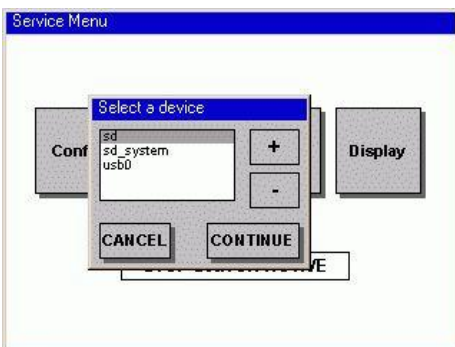 Service Menu
Select a device
sd
sd_system
usb0
+
-
Conf
Display
CANCEL
CONTINUE